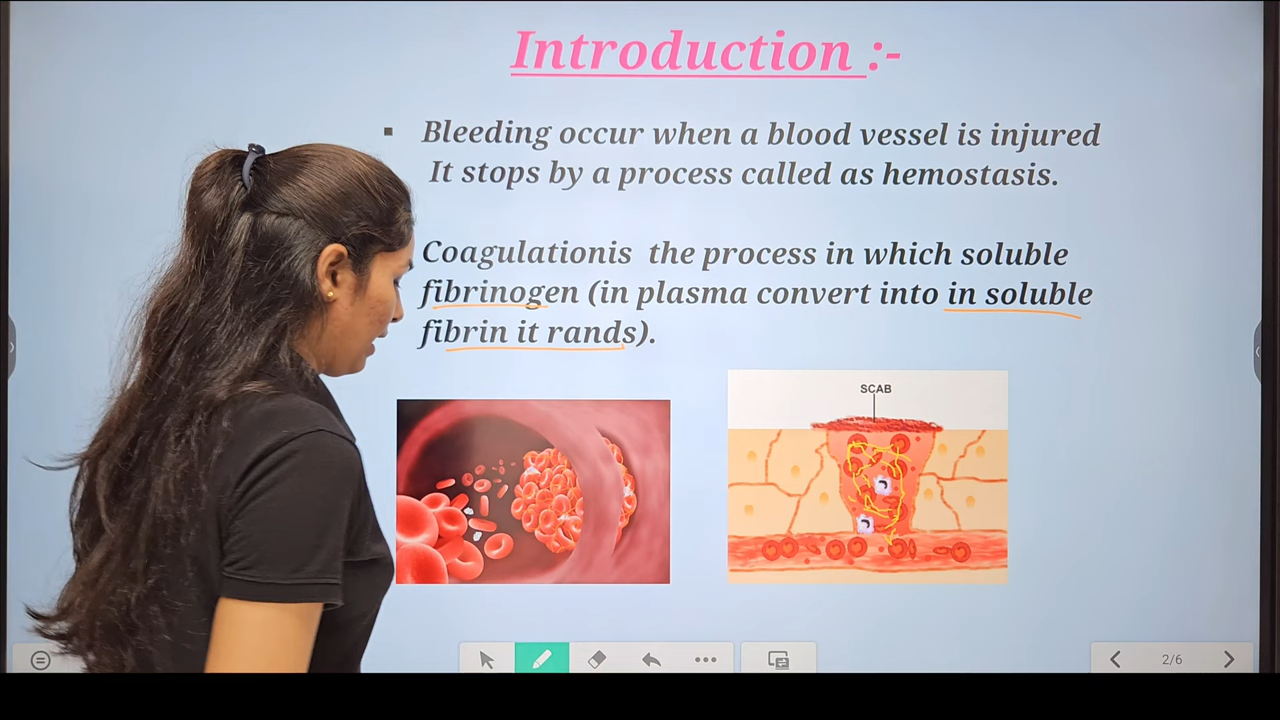 Introduction :-
▪ Bleeding occur when a blood vessel is injured
It stops by a process called as hemostasis.
Coagulationis the process in which soluble
fibrinogen (in plasma convert into in soluble
fibrin it rands).
SCAB
2/6